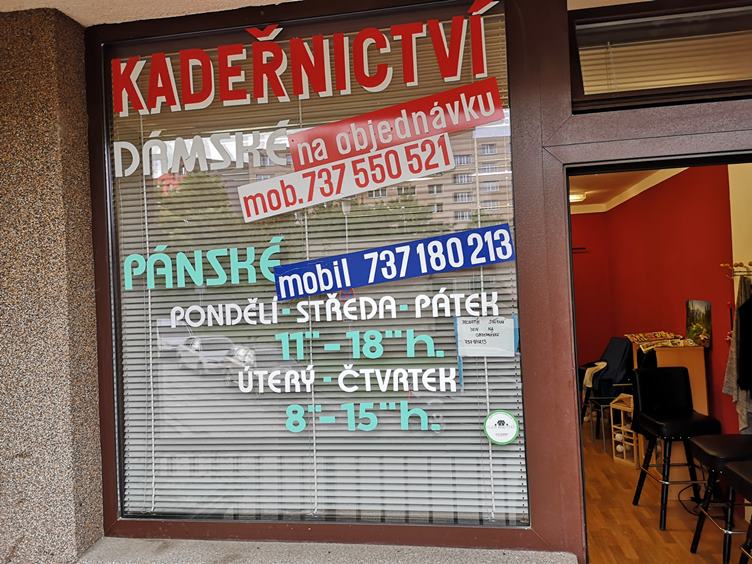 KADEŘNICTVÍ
DÁMSKÉ na objednávku
mob. 737 550 521
PÁNSKÉ mobil 737 180 213
PONDĚLÍ - STŘEDA - PÁTEK
11⁰⁰ - 18⁰⁰ h.
ÚTERÝ - ČTVRTEK
8⁰⁰ - 15⁰⁰ h.